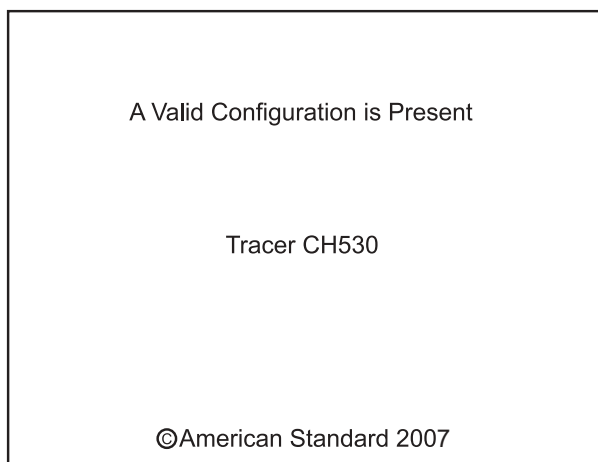 A Valid Configuration is Present
Tracer CH530
©American Standard 2007